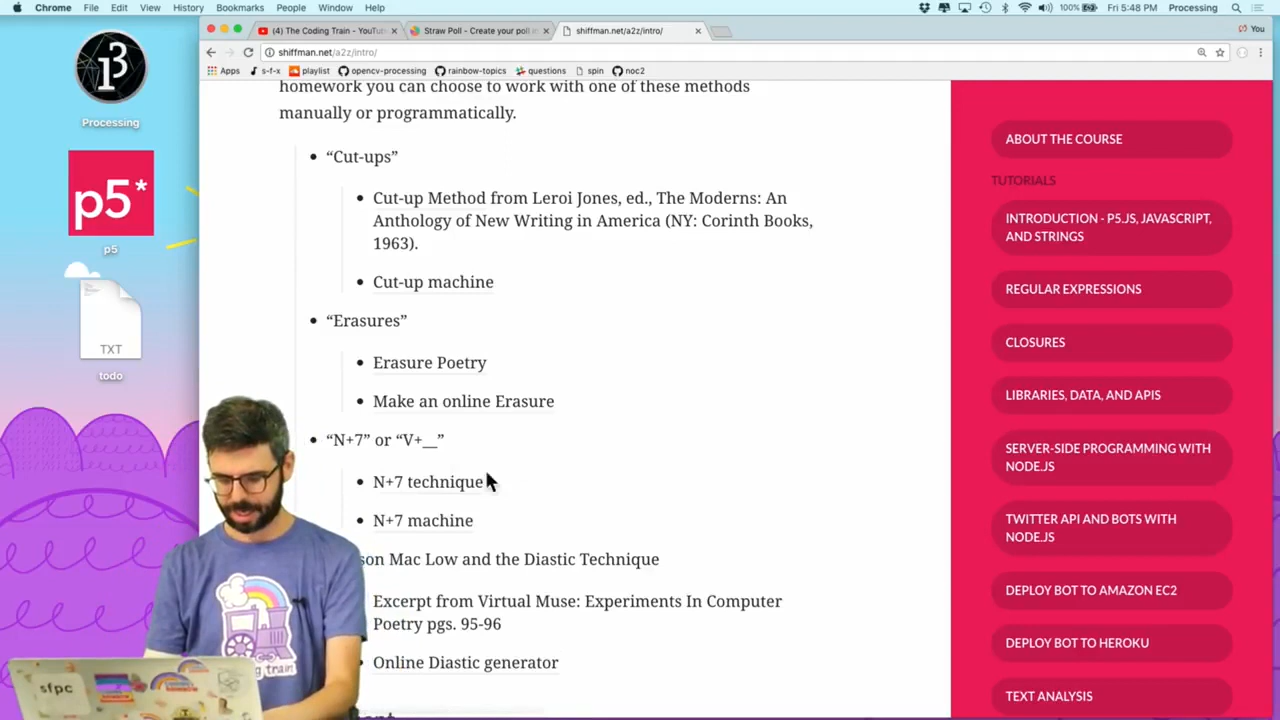 Chrome File Edit View History Bookmarks People Window Help 100% Fri 5:48 PM Processing
(4) The Coding Train - YouTu
Straw Poll - Create your poll in
shiffman.net/a2z/intro/
You
shiffman.net/a2z/intro/
Apps s-f-x playlist opencv-processing rainbow-topics questions spin noc2
Processing
p5*
p5
TXT
todo
homework you can choose to work with one of these methods
manually or programmatically.
• “Cut-ups”
• Cut-up Method from Leroi Jones, ed., The Moderns: An
Anthology of New Writing in America (NY: Corinth Books,
1963).
• Cut-up machine
• “Erasures”
• Erasure Poetry
• Make an online Erasure
• “N+7” or “V+__”
• N+7 technique
• N+7 machine
son Mac Low and the Diastic Technique
Excerpt from Virtual Muse: Experiments In Computer
Poetry pgs. 95-96
• Online Diastic generator
ABOUT THE COURSE
TUTORIALS
INTRODUCTION - P5.JS, JAVASCRIPT,
AND STRINGS
REGULAR EXPRESSIONS
CLOSURES
LIBRARIES, DATA, AND APIS
SERVER-SIDE PROGRAMMING WITH
NODE.JS
TWITTER API AND BOTS WITH
NODE.JS
DEPLOY BOT TO AMAZON EC2
DEPLOY BOT TO HEROKU
TEXT ANALYSIS
ng train
sfpc